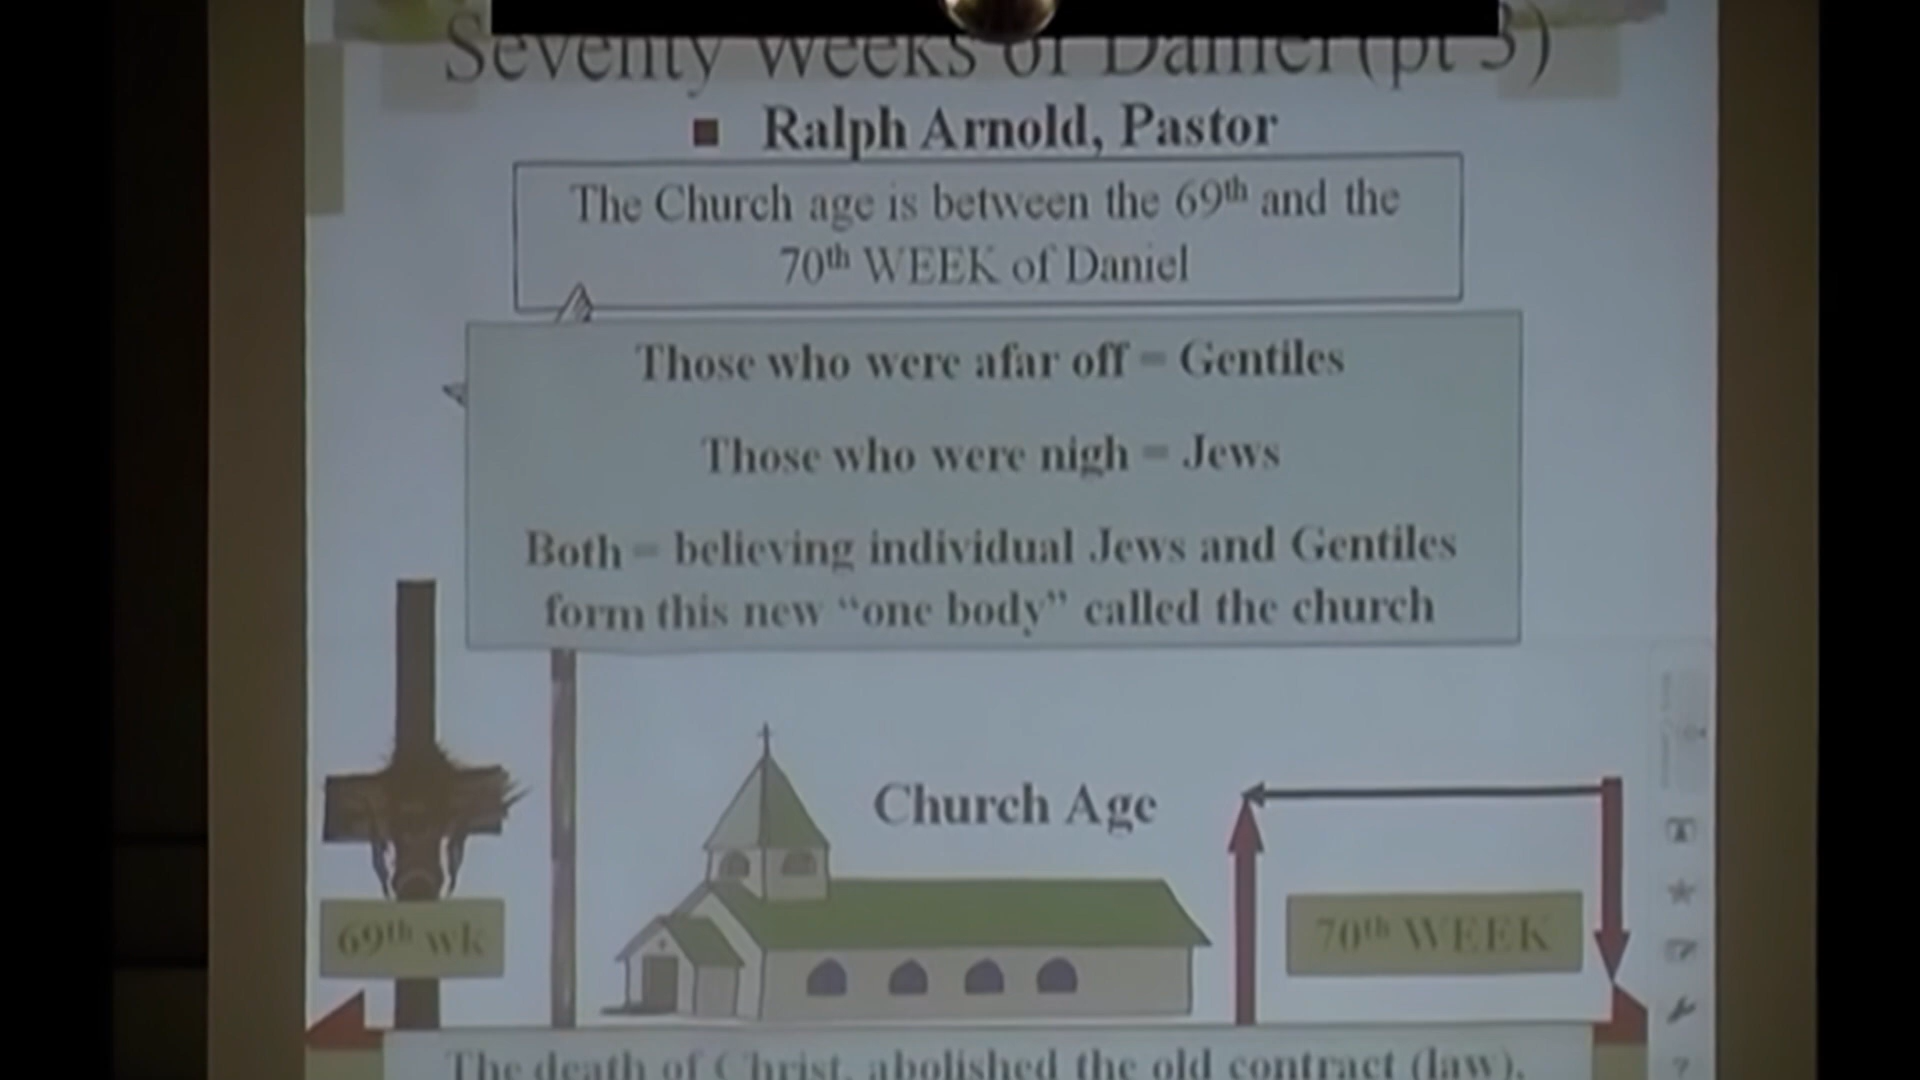 Seventy Weeks of Daniel (pt 3)
■ Ralph Arnold, Pastor
The Church age is between the 69th and the
70th WEEK of Daniel
Those who were afar off = Gentiles
Those who were nigh = Jews
Both = believing individual Jews and Gentiles
form this new “one body” called the church
Church Age
69th wk
70th WEEK
The death of Christ, abolished the old contract (law).